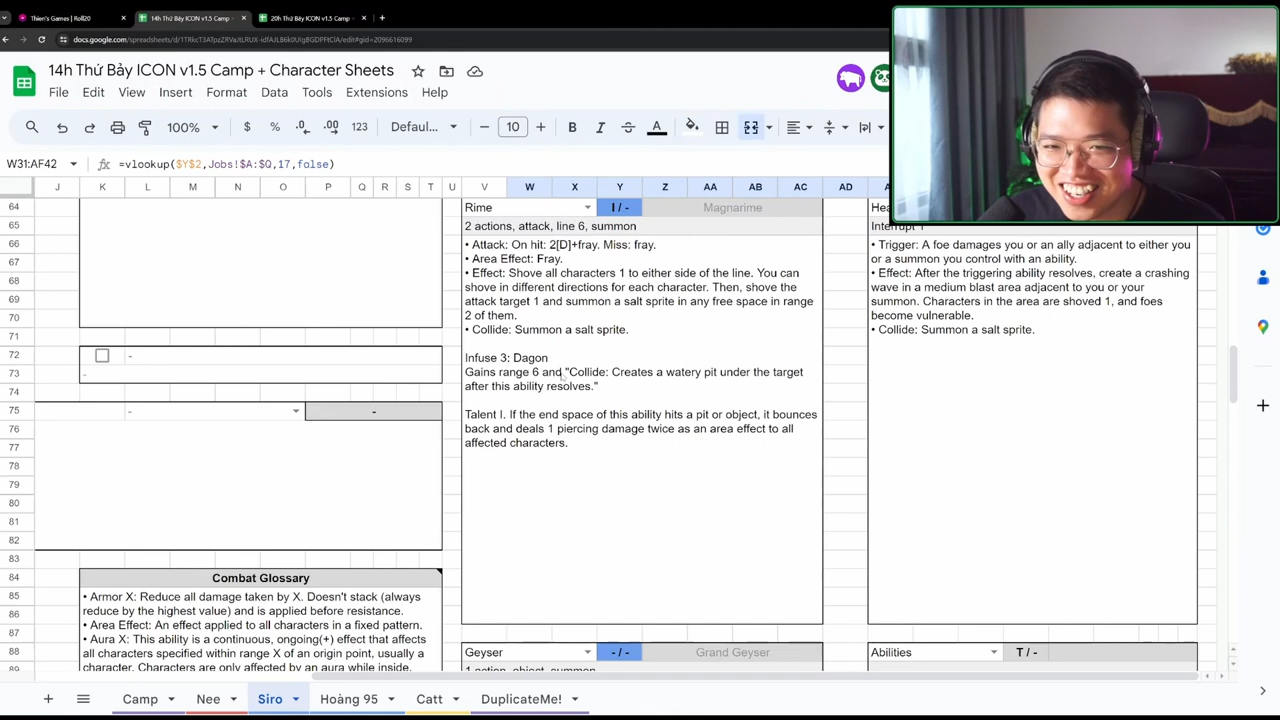 Thien's Games | Roll20
14h Thứ Bảy ICON v1.5 Camp
20h Thứ Bảy ICON v1.5 Camp
14h Thứ Bảy ICON v1.5 Camp + Character Sheets
File Edit View Insert Format Data Tools Extensions Help
100% $ % .0 .00 123 Defaul... 10 B I A
W31:AF42 =vlookup($Y$2,Jobs!$A:$Q,17,false)
J K L M N O P Q R S T U V W X Y Z AA AB AC AD
64 Rime I / - Magnarime Hea
65 2 actions, attack, line 6, summon Interrupt 1
66 • Attack: On hit: 2[D]+fray. Miss: fray.
• Area Effect: Fray.
• Effect: Shove all characters 1 to either side of the line. You can
shove in different directions for each character. Then, shove the
attack target 1 and summon a salt sprite in any free space in range
2 of them.
• Collide: Summon a salt sprite.
Infuse 3: Dagon
Gains range 6 and "Collide: Creates a watery pit under the target
after this ability resolves."
Talent I. If the end space of this ability hits a pit or object, it bounces
back and deals 1 piercing damage twice as an area effect to all
affected characters.
• Trigger: A foe damages you or an ally adjacent to either you
or a summon you control with an ability.
• Effect: After the triggering ability resolves, create a crashing
wave in a medium blast area adjacent to you or your
summon. Characters in the area are shoved 1, and foes
become vulnerable.
• Collide: Summon a salt sprite.
67
68
69
70
71
72 -
73 -
74
75 - -
76
77
78
79
80
81
82
83
84 Combat Glossary
85 • Armor X: Reduce all damage taken by X. Doesn't stack (always
86 reduce by the highest value) and is applied before resistance.
• Area Effect: An effect applied to all characters in a fixed pattern.
87 • Aura X: This ability is a continuous, ongoing(+) effect that affects
88 all characters specified within range X of an origin point, usually a
89 character. Characters are only affected by an aura while inside.
Geyser - / - Grand Geyser Abilities T / -
1 action, object, summon
Camp Nee Siro Hoàng 95 Catt DuplicateMe!